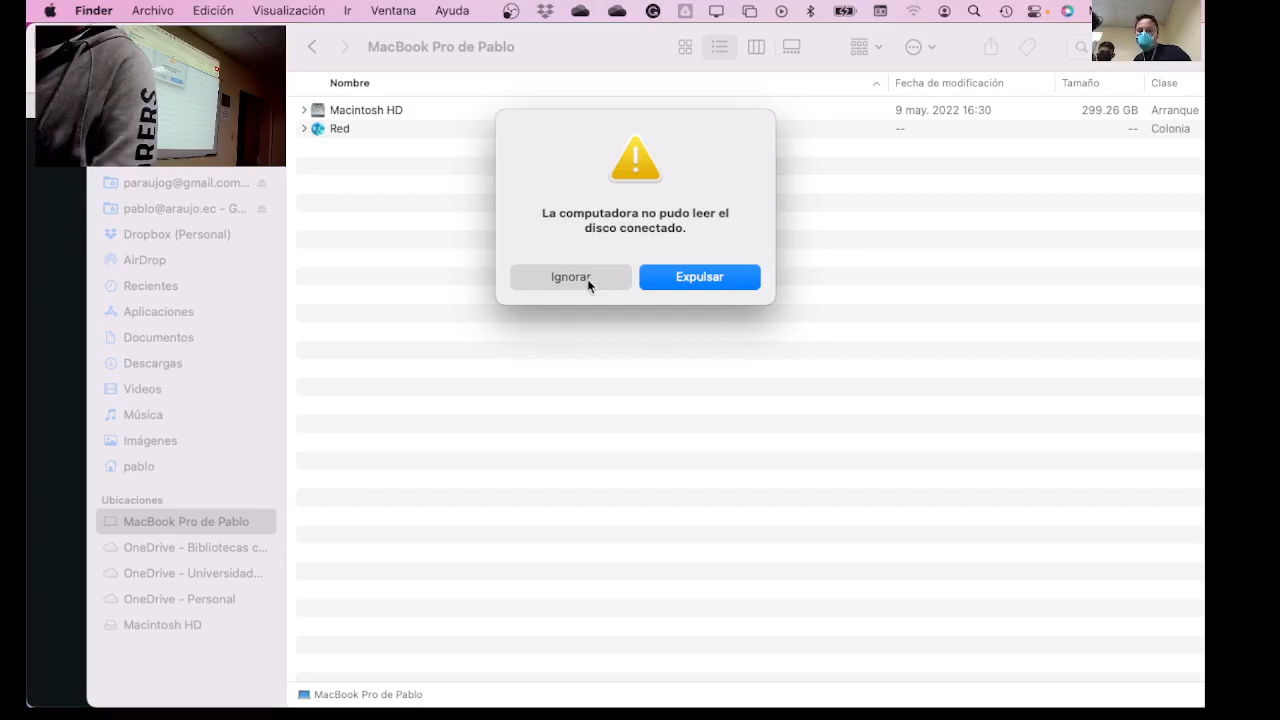 Finder Archivo Edición Visualización Ir Ventana Ayuda
MacBook Pro de Pablo
Nombre Fecha de modificación Tamaño Clase
Macintosh HD 9 may. 2022 16:30 299.26 GB Arranque
Red -- -- Colonia
La computadora no pudo leer el
disco conectado.
Ignorar Expulsar
RERS
paraujog@gmail.com...
pablo@araujo.ec - G...
Dropbox (Personal)
AirDrop
Recientes
Aplicaciones
Documentos
Descargas
Videos
Música
Imágenes
pablo
Ubicaciones
MacBook Pro de Pablo
OneDrive - Bibliotecas c...
OneDrive - Universidad...
OneDrive - Personal
Macintosh HD
MacBook Pro de Pablo